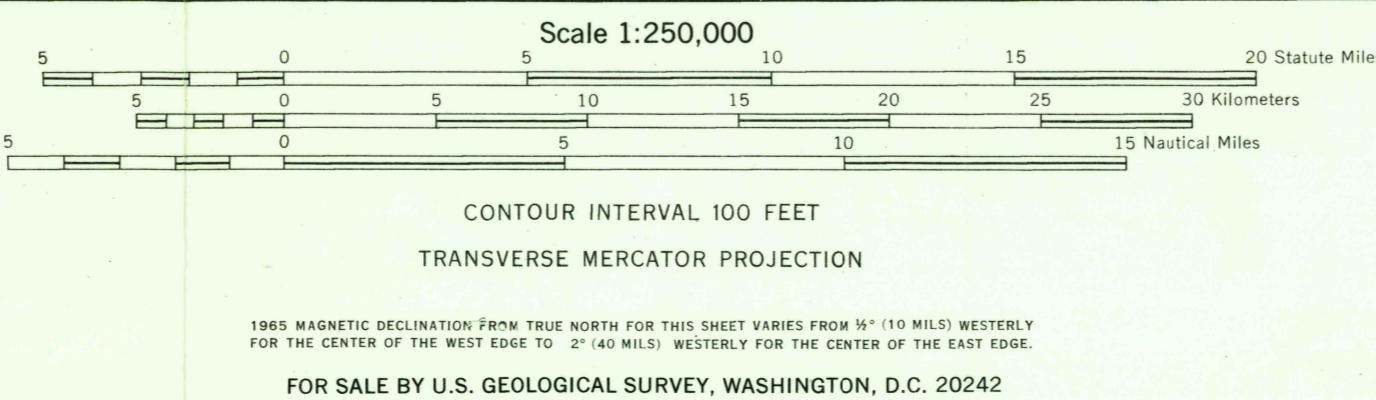 Scale 1:250,000
5 0 5 10 15 20 Statute Mile
5 0 5 10 15 20 25 30 Kilometers
5 0 5 10 15 Nautical Miles
CONTOUR INTERVAL 100 FEET
TRANSVERSE MERCATOR PROJECTION
1965 MAGNETIC DECLINATION FROM TRUE NORTH FOR THIS SHEET VARIES FROM ½° (10 MILS) WESTERLY
FOR THE CENTER OF THE WEST EDGE TO 2° (40 MILS) WESTERLY FOR THE CENTER OF THE EAST EDGE.
FOR SALE BY U.S. GEOLOGICAL SURVEY, WASHINGTON, D.C. 20242